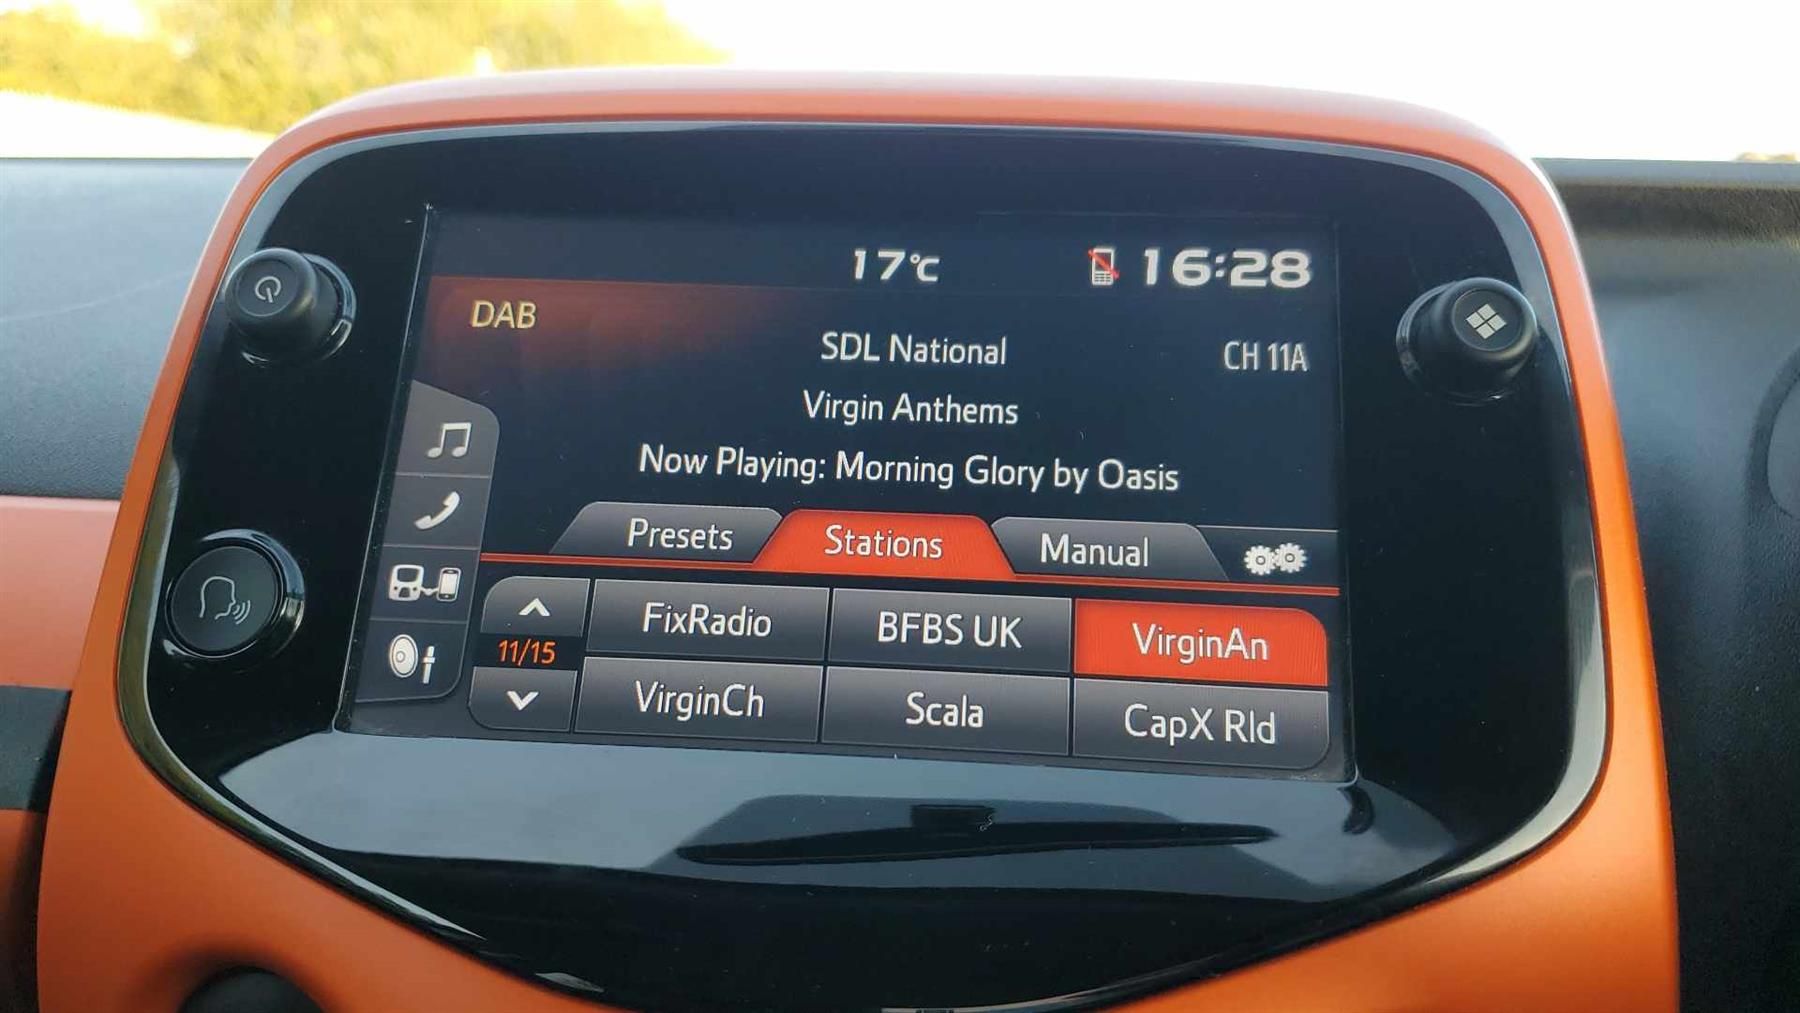 17°C 16:28
DAB
SDL National CH 11A
Virgin Anthems
Now Playing: Morning Glory by Oasis
Presets Stations Manual
11/15
FixRadio BFBS UK VirginAn
VirginCh Scala CapX Rld